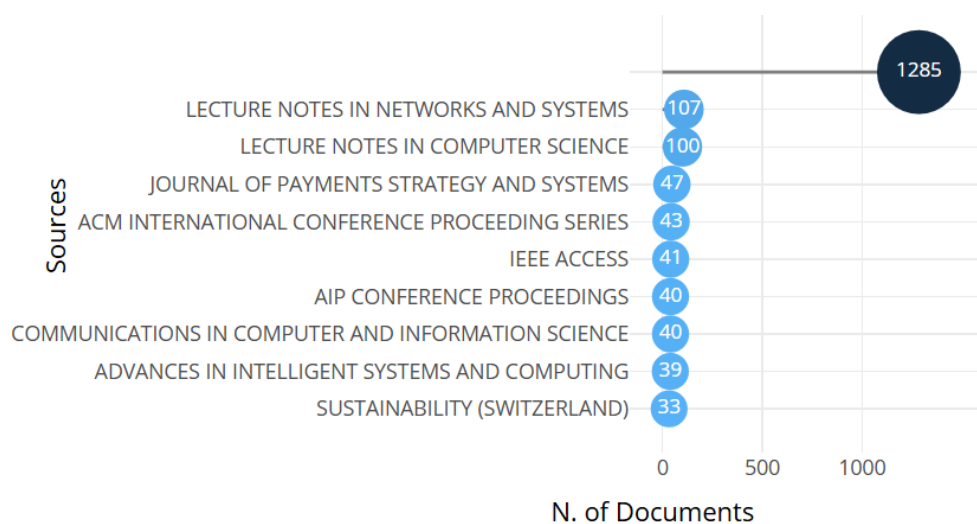 1285
LECTURE NOTES IN NETWORKS AND SYSTEMS 107
LECTURE NOTES IN COMPUTER SCIENCE 100
JOURNAL OF PAYMENTS STRATEGY AND SYSTEMS 47
ACM INTERNATIONAL CONFERENCE PROCEEDING SERIES 43
IEEE ACCESS 41
AIP CONFERENCE PROCEEDINGS 40
COMMUNICATIONS IN COMPUTER AND INFORMATION SCIENCE 40
ADVANCES IN INTELLIGENT SYSTEMS AND COMPUTING 39
SUSTAINABILITY (SWITZERLAND) 33
Sources
0 500 1000
N. of Documents